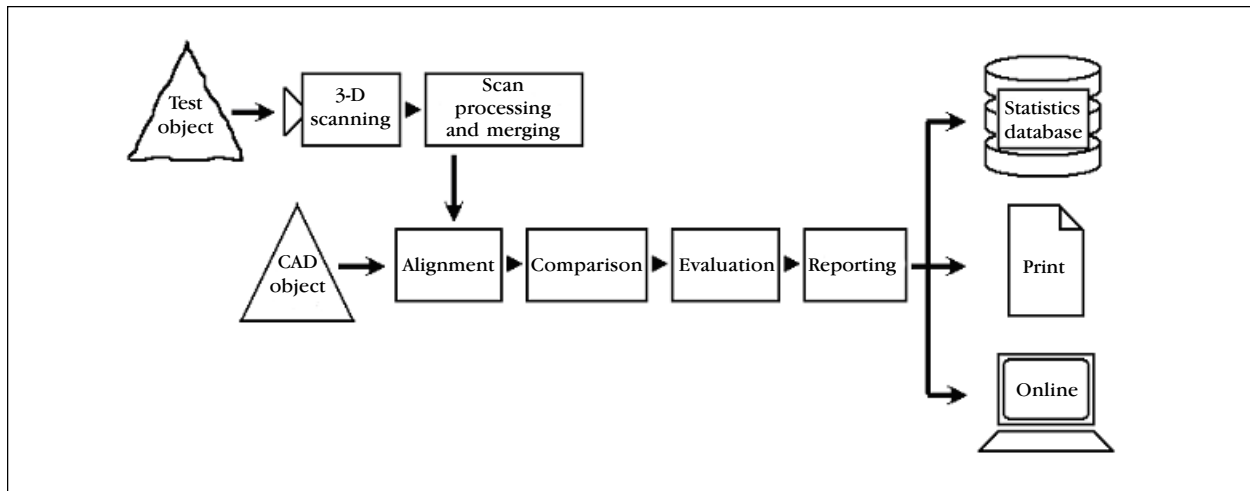 Test
object
3-D
scanning
Scan
processing
and merging
Statistics
database
CAD
object
Alignment
Comparison
Evaluation
Reporting
Print
Online